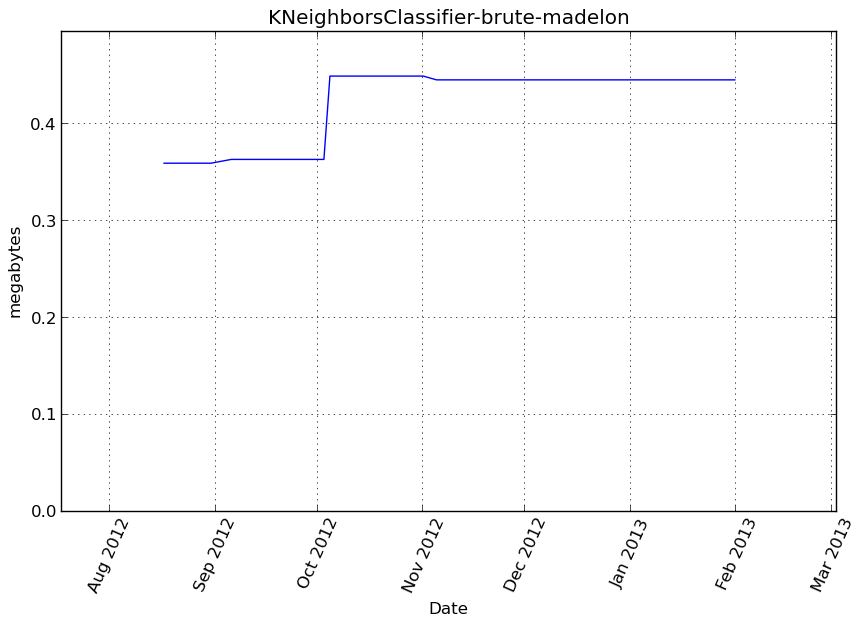 KNeighborsClassifier-brute-madelon
megabytes
0.4
0.3
0.2
0.1
0.0
Aug 2012
Sep 2012
Oct 2012
Nov 2012
Dec 2012
Jan 2013
Feb 2013
Mar 2013
Date